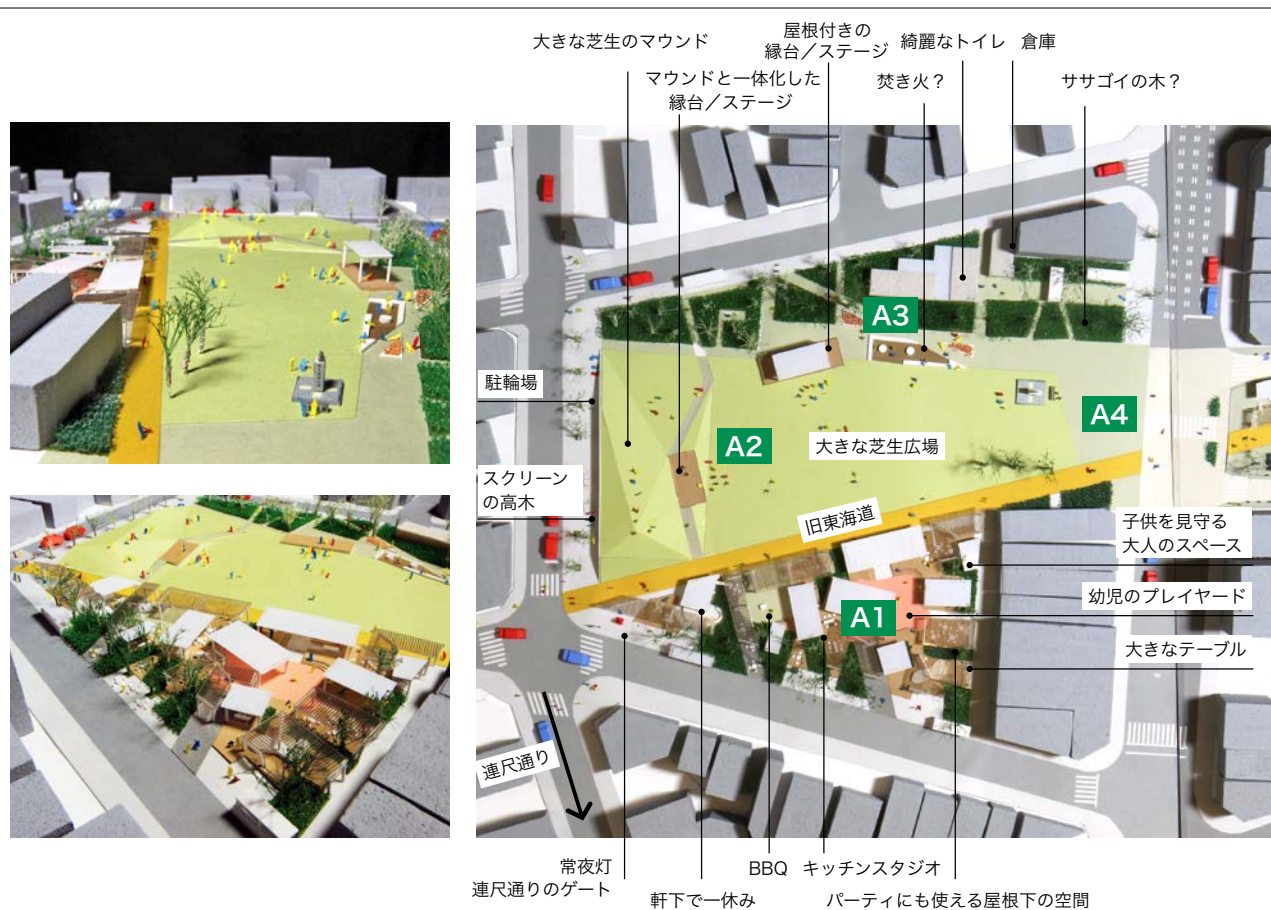 大きな芝生のマウンド
屋根付きの
縁台／ステージ
綺麗なトイレ
倉庫
マウンドと一体化した
縁台／ステージ
焚き火？
ササゴイの木？
A3
駐輪場
A2
大きな芝生広場
A4
スクリーン
の高木
旧東海道
子供を見守る
大人のスペース
A1
幼児のプレイヤード
大きなテーブル
連尺通り
常夜灯
連尺通りのゲート
軒下で一休み
BBQ
キッチンスタジオ
パーティにも使える屋根下の空間